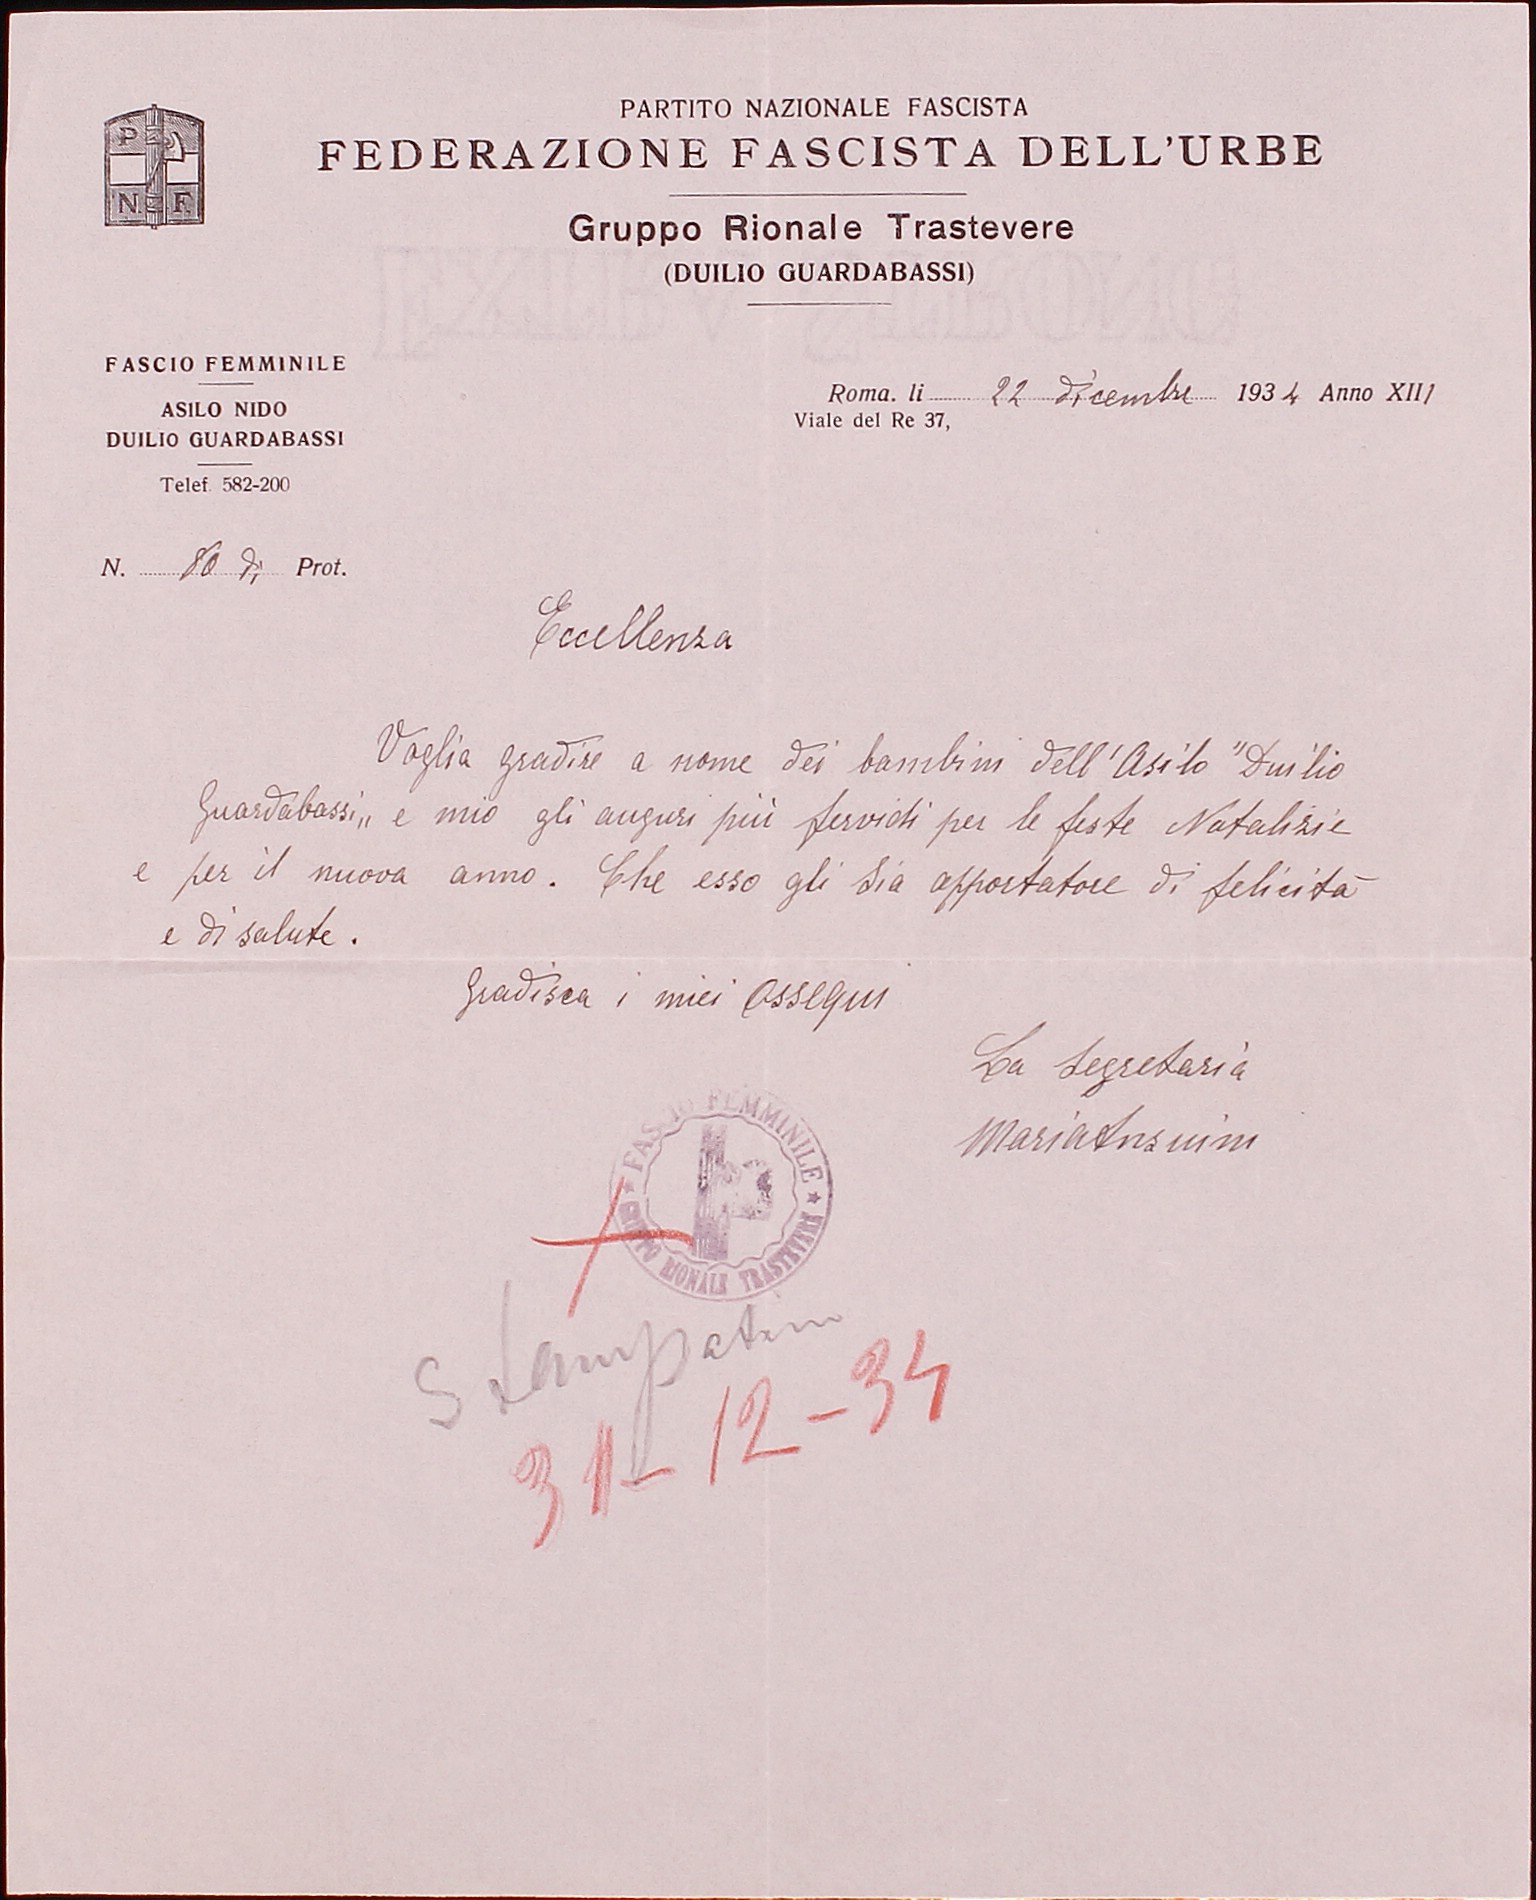 P N F.
PARTITO NAZIONALE FASCISTA
FEDERAZIONE FASCISTA DELL'URBE
Gruppo Rionale Trastevere
(DUILIO GUARDABASSI)
FASCIO FEMMINILE
ASILO NIDO
DUILIO GUARDABASSI
Telef. 582-200
Roma. li 22 dicembre 1934 Anno XIII
Viale del Re 37,
N. 80 di Prot.
Eccellenza
Voglia gradire a nome dei bambini dell'Asilo "Duilio
Guardabassi„ e mio gli auguri più fervidi per le feste Natalizie
e per il nuova anno. Che esso gli sia apportatore di felicità
e di salute.
Gradisca i miei ossequi
La Segretaria
Maria
FASCIO FEMMINILE
GRUPPO RIONALE TRASTEVERE
31-12-34